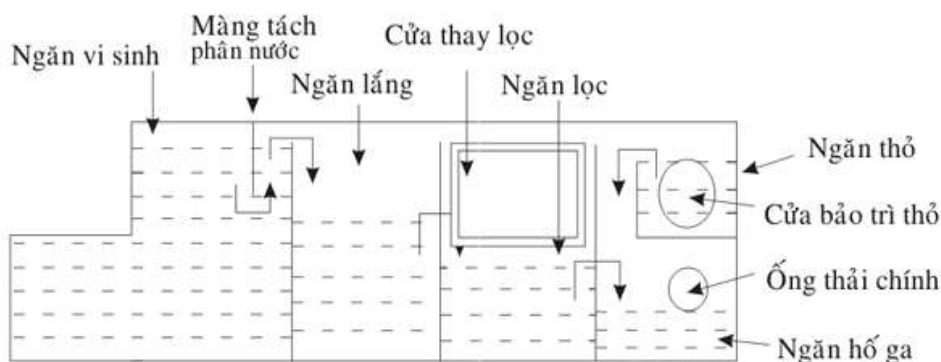 Ngăn vi sinh
Màng tách
phân nước
Ngăn lắng
Cửa thay lọc
Ngăn lọc
Ngăn thỏ
Cửa bảo trì thỏ
Ống thải chính
Ngăn hố ga